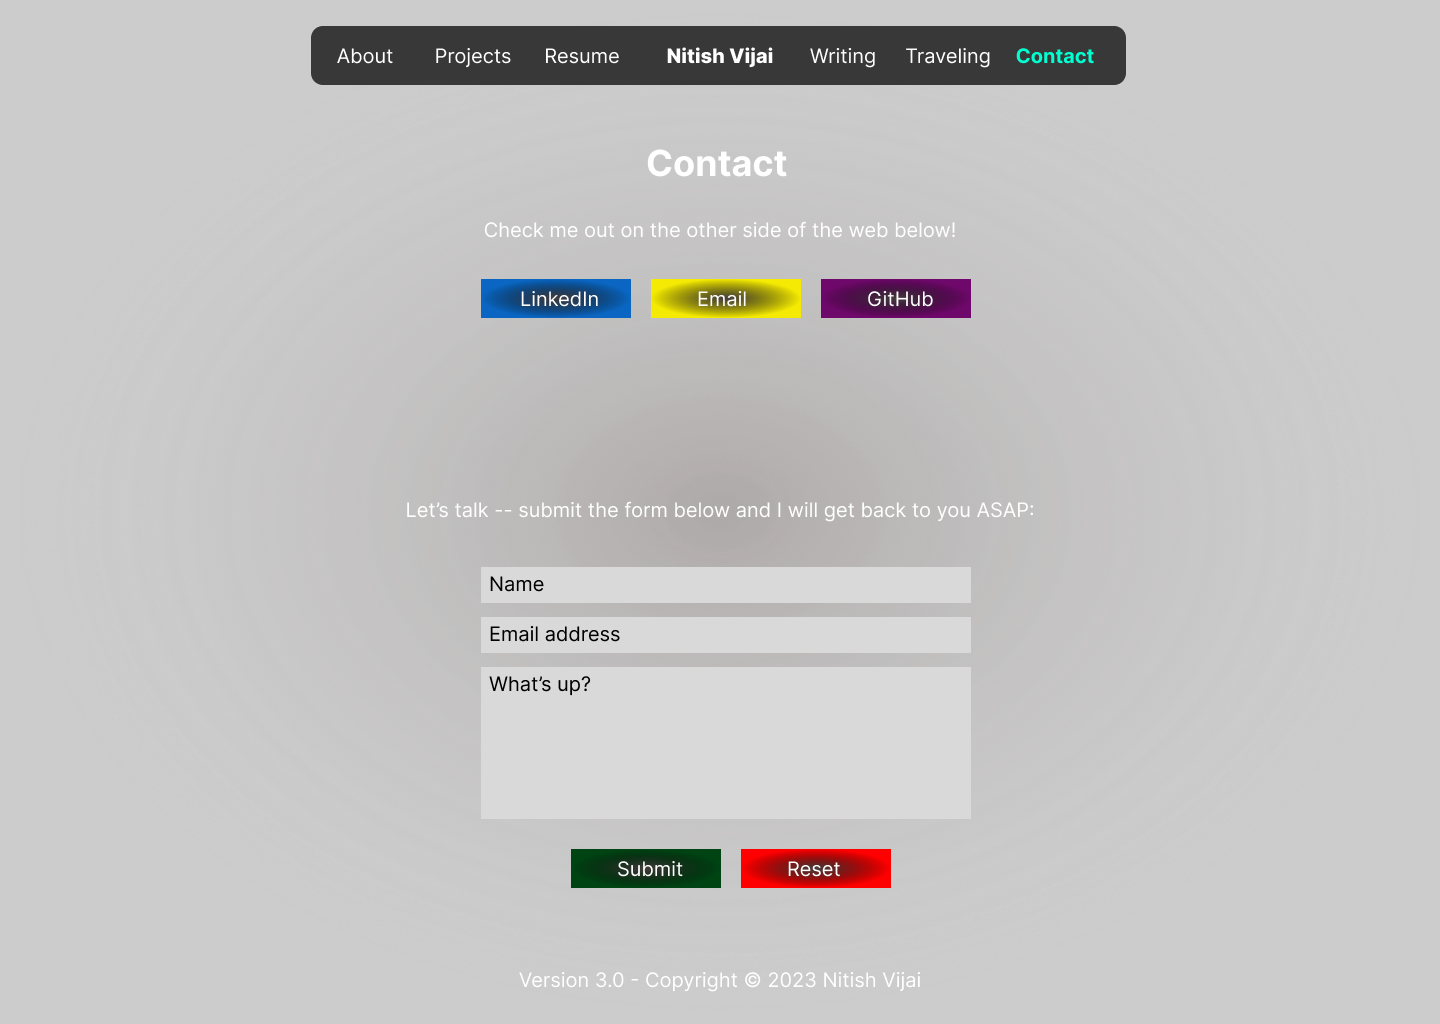 About Projects Resume Nitish Vijai Writing Traveling Contact
Contact
Check me out on the other side of the web below!
LinkedIn Email GitHub
Let’s talk -- submit the form below and I will get back to you ASAP:
Name
Email address
What’s up?
Submit Reset
Version 3.0 - Copyright © 2023 Nitish Vijai